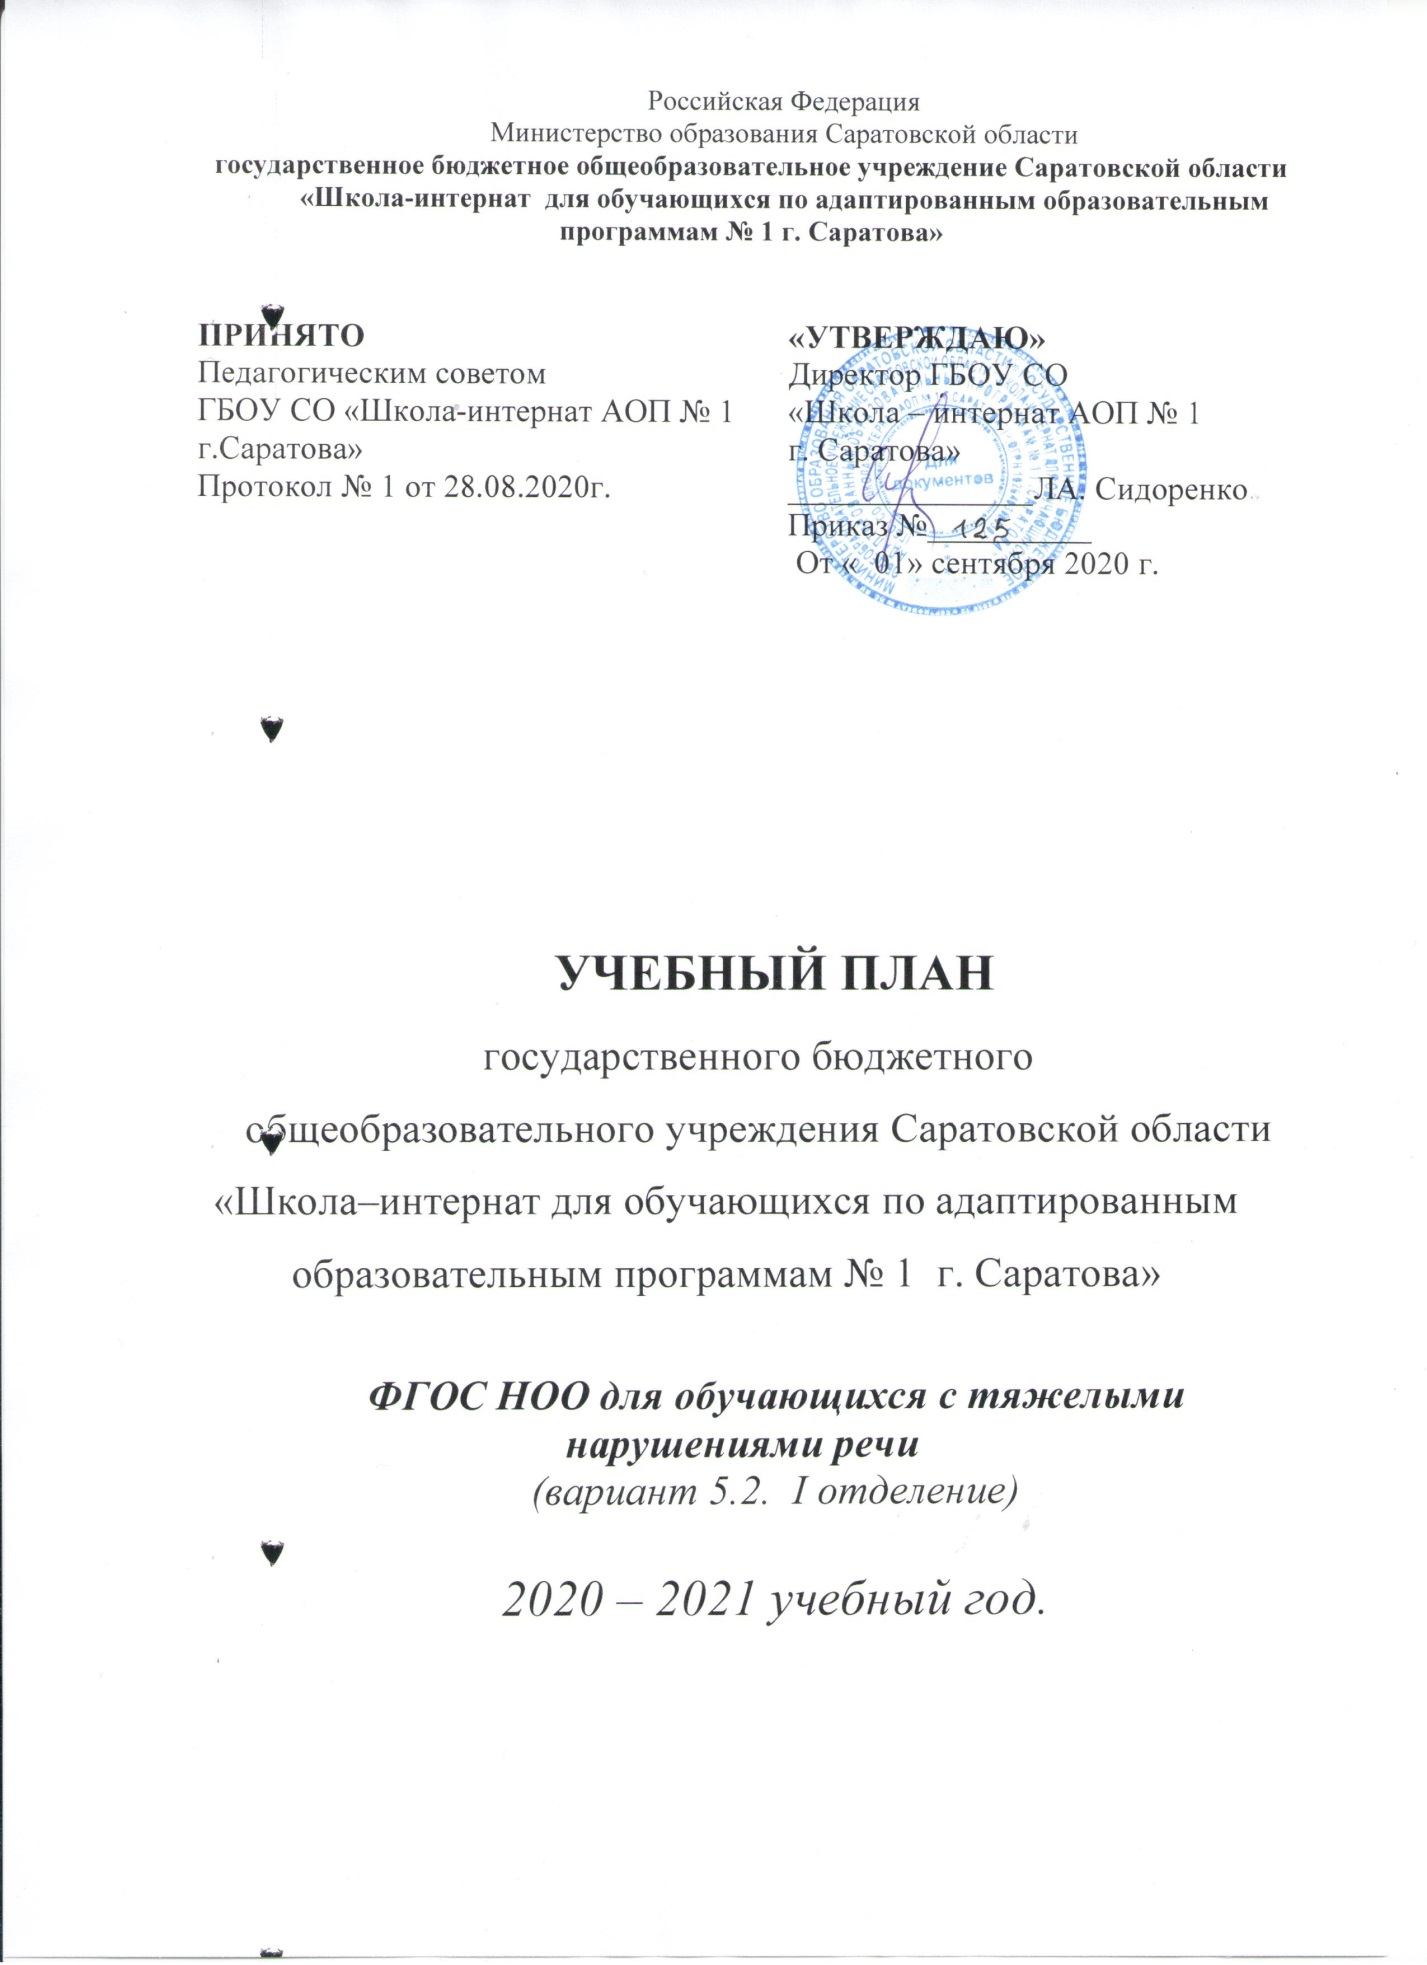 Российская Федерация
Министерство образования Саратовской области
государственное бюджетное общеобразовательное учреждение Саратовской области
«Школа-интернат для обучающихся по адаптированным образовательным
программам № 1 г. Саратова»
ПРИНЯТО
Педагогическим советом
ГБОУ СО «Школа-интернат АОП № 1
г.Саратова»
Протокол № 1 от 28.08.2020г.
«УТВЕРЖДАЮ»
Директор ГБОУ СО
«Школа – интернат АОП № 1
г. Саратова»
Для
документов
ЛА. Сидоренко
Приказ № 125
От « 01» сентября 2020 г.
УЧЕБНЫЙ ПЛАН
государственного бюджетного
общеобразовательного учреждения Саратовской области
«Школа–интернат для обучающихся по адаптированным
образовательным программам № 1 г. Саратова»
ФГОС НОО для обучающихся с тяжелыми
нарушениями речи
(вариант 5.2. I отделение)
2020 – 2021 учебный год.